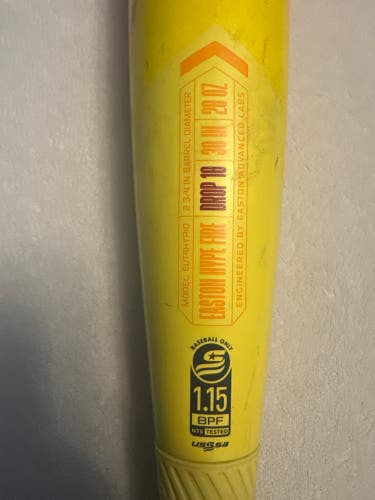 MODEL: EUT4HYP10
2 3/4 IN BARREL DIAMETER
EASTON HYPE FIRE
DROP 10
30 IN
20 OZ
ENGINEERED BY EASTON ADVANCED LABS
BASEBALL ONLY
1.15
BPF
NTS TESTED
USSSA